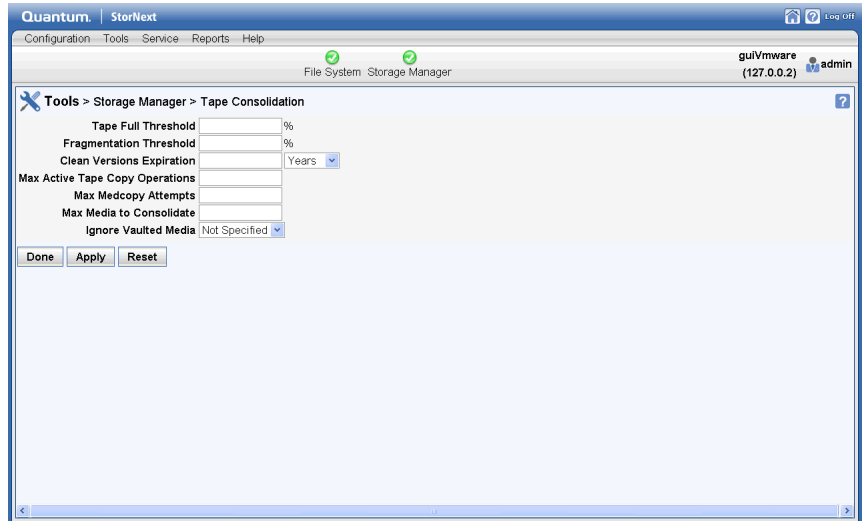 Quantum. | StorNext Log Off
Configuration Tools Service Reports Help
File System Storage Manager
guiVmware
(127.0.0.2)
admin
Tools > Storage Manager > Tape Consolidation ?
Tape Full Threshold %
Fragmentation Threshold %
Clean Versions Expiration Years
Max Active Tape Copy Operations
Max Medcopy Attempts
Max Media to Consolidate
Ignore Vaulted Media Not Specified
Done Apply Reset